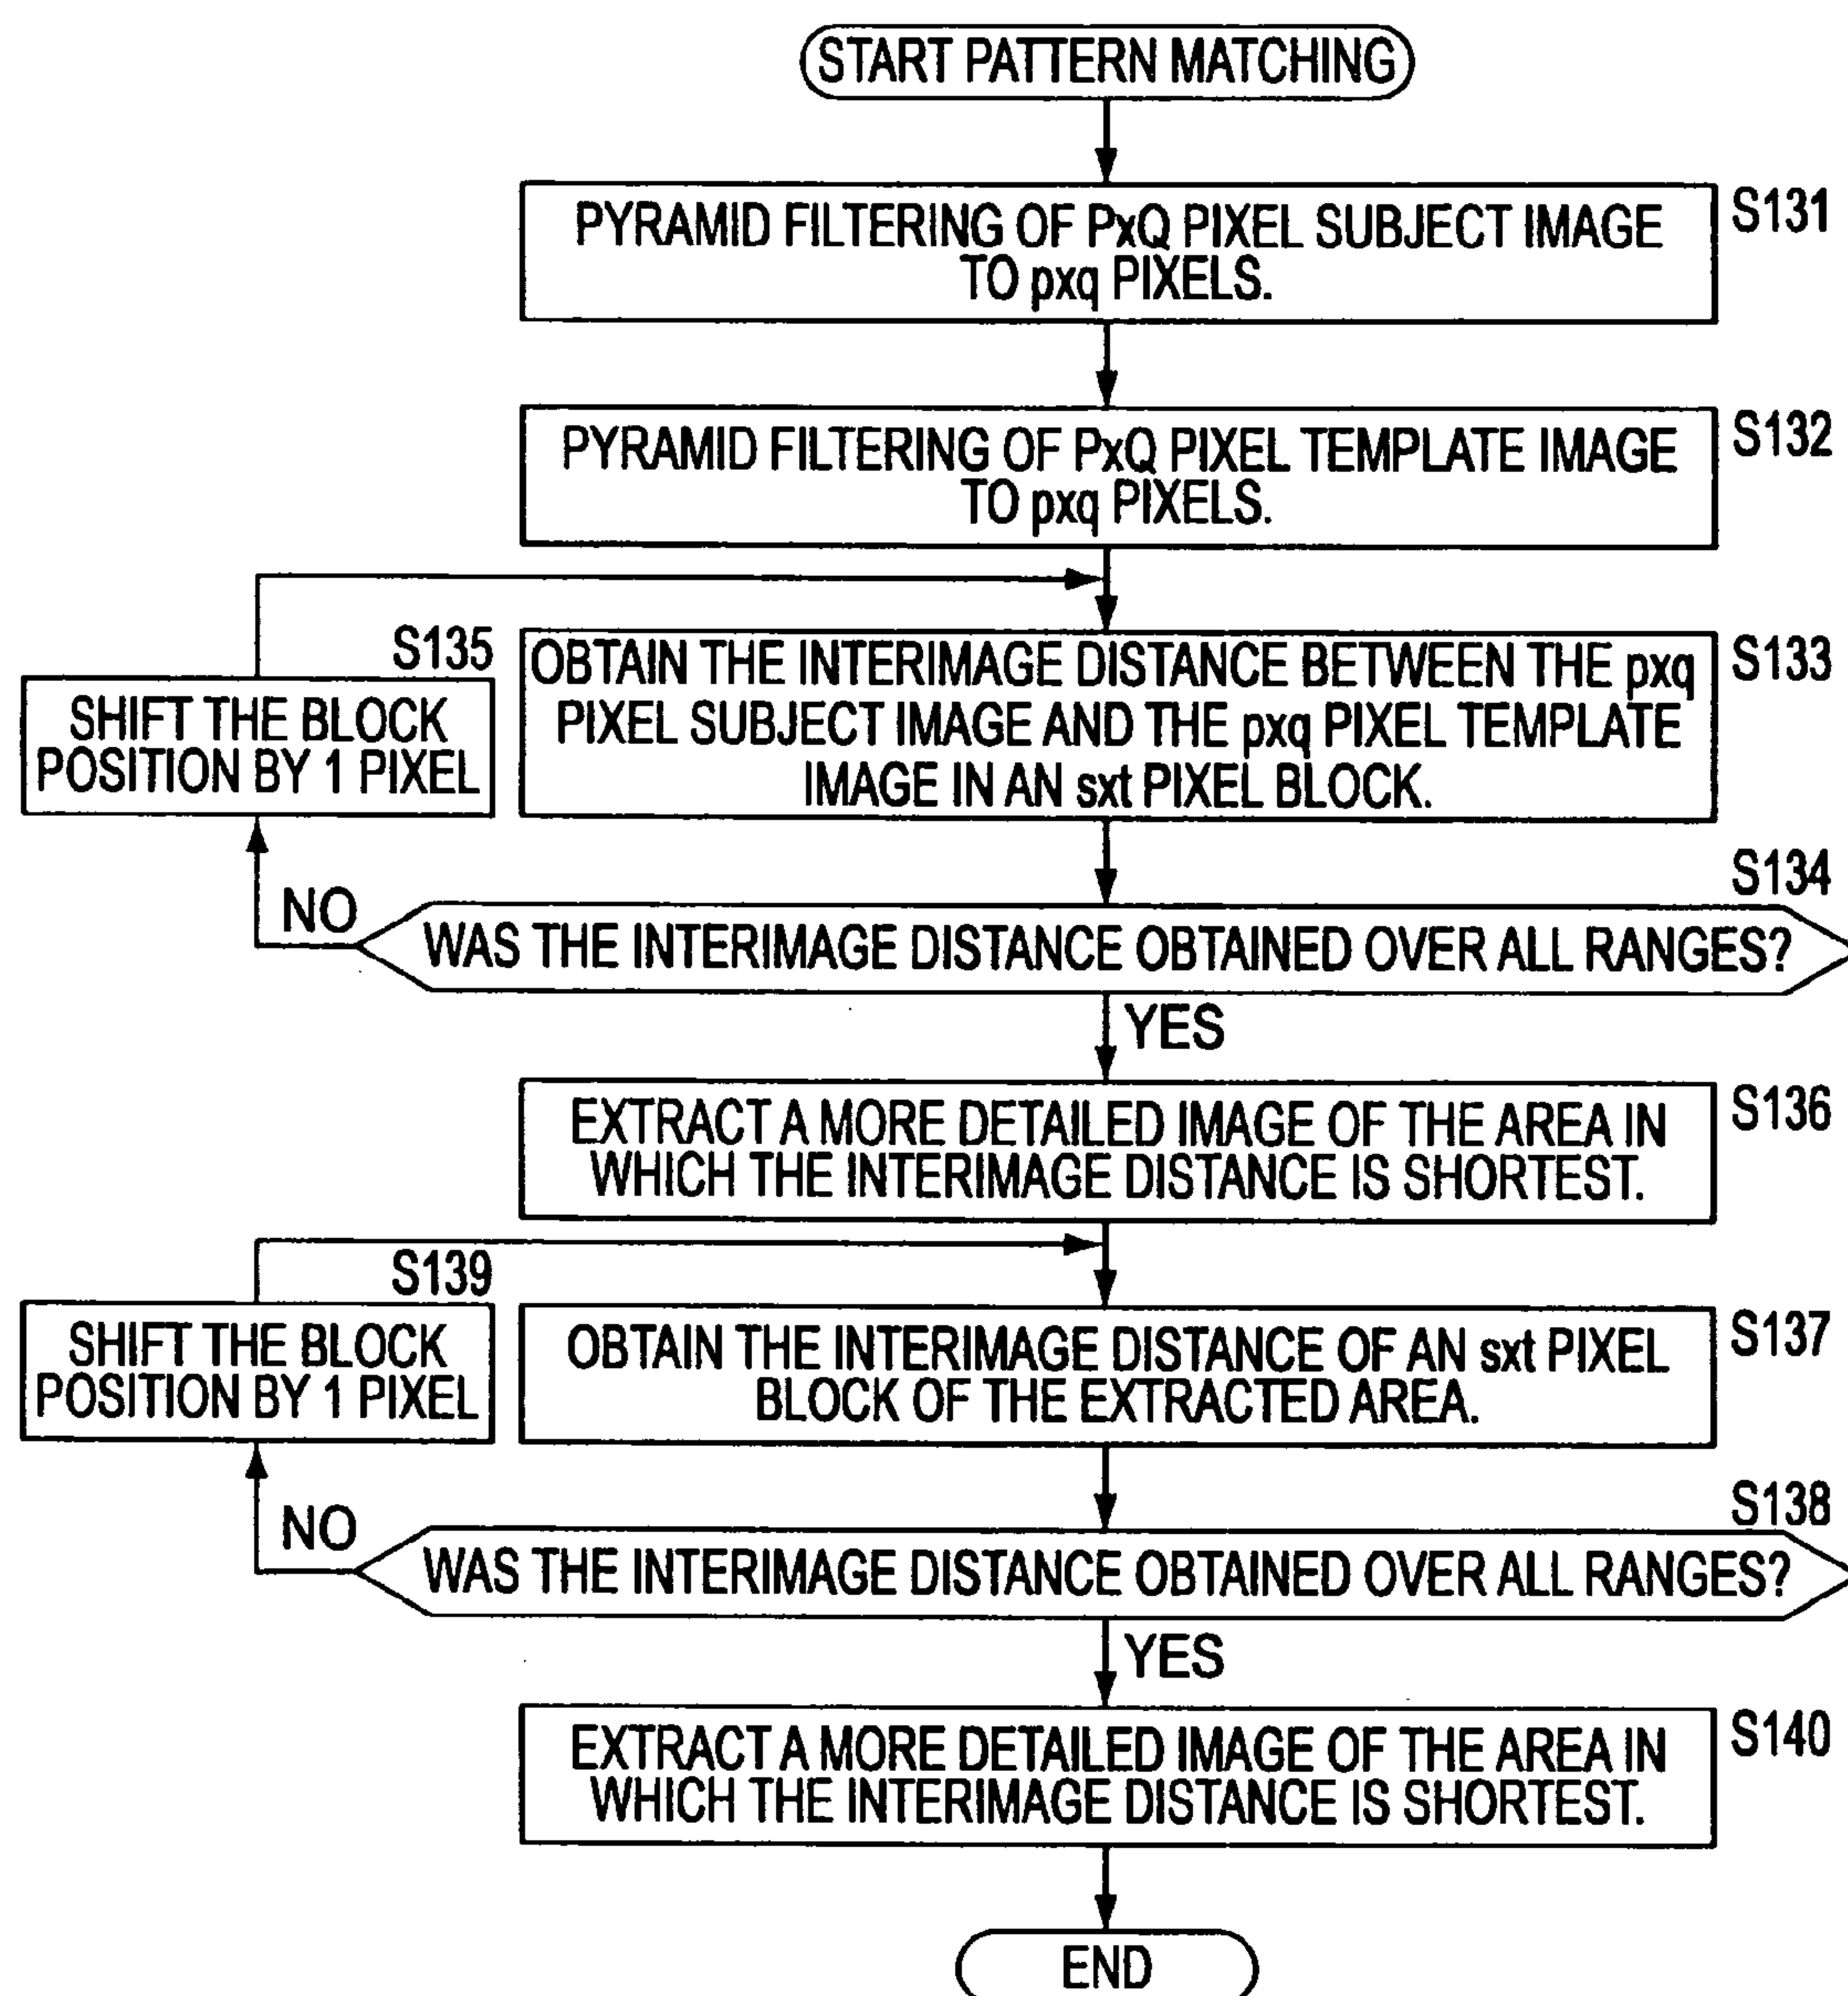 START PATTERN MATCHING
S131
PYRAMID FILTERING OF PxQ PIXEL SUBJECT IMAGE
TO pxq PIXELS.
S132
PYRAMID FILTERING OF PxQ PIXEL TEMPLATE IMAGE
TO pxq PIXELS.
S135
SHIFT THE BLOCK
POSITION BY 1 PIXEL
S133
OBTAIN THE INTERIMAGE DISTANCE BETWEEN THE pxq
PIXEL SUBJECT IMAGE AND THE pxq PIXEL TEMPLATE
IMAGE IN AN sxt PIXEL BLOCK.
S134
NO
WAS THE INTERIMAGE DISTANCE OBTAINED OVER ALL RANGES?
YES
S136
EXTRACT A MORE DETAILED IMAGE OF THE AREA IN
WHICH THE INTERIMAGE DISTANCE IS SHORTEST.
S139
SHIFT THE BLOCK
POSITION BY 1 PIXEL
S137
OBTAIN THE INTERIMAGE DISTANCE OF AN sxt PIXEL
BLOCK OF THE EXTRACTED AREA.
S138
NO
WAS THE INTERIMAGE DISTANCE OBTAINED OVER ALL RANGES?
YES
S140
EXTRACT A MORE DETAILED IMAGE OF THE AREA IN
WHICH THE INTERIMAGE DISTANCE IS SHORTEST.
END